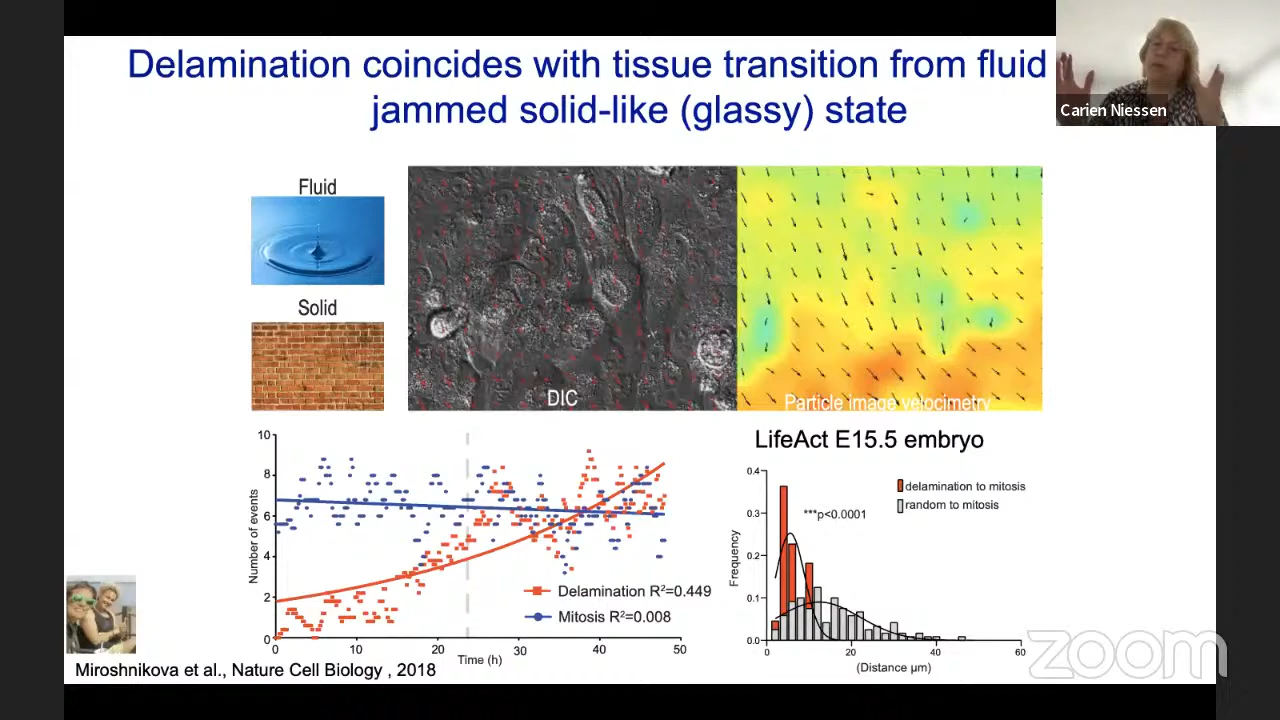 Delamination coincides with tissue transition from fluid
jammed solid-like (glassy) state
Carien Niessen
Fluid
Solid
DIC
Particle image velocimetry
LifeAct E15.5 embryo
10
8
6
4
2
0
Number of events
0 10 20 30 40 50
Time (h)
Delamination R²=0.449
Mitosis R²=0.008
0.4
0.3
0.2
0.1
0.0
Frequency
delamination to mitosis
random to mitosis
***p<0.0001
0 20 40 60
(Distance µm)
Miroshnikova et al., Nature Cell Biology , 2018
zoom